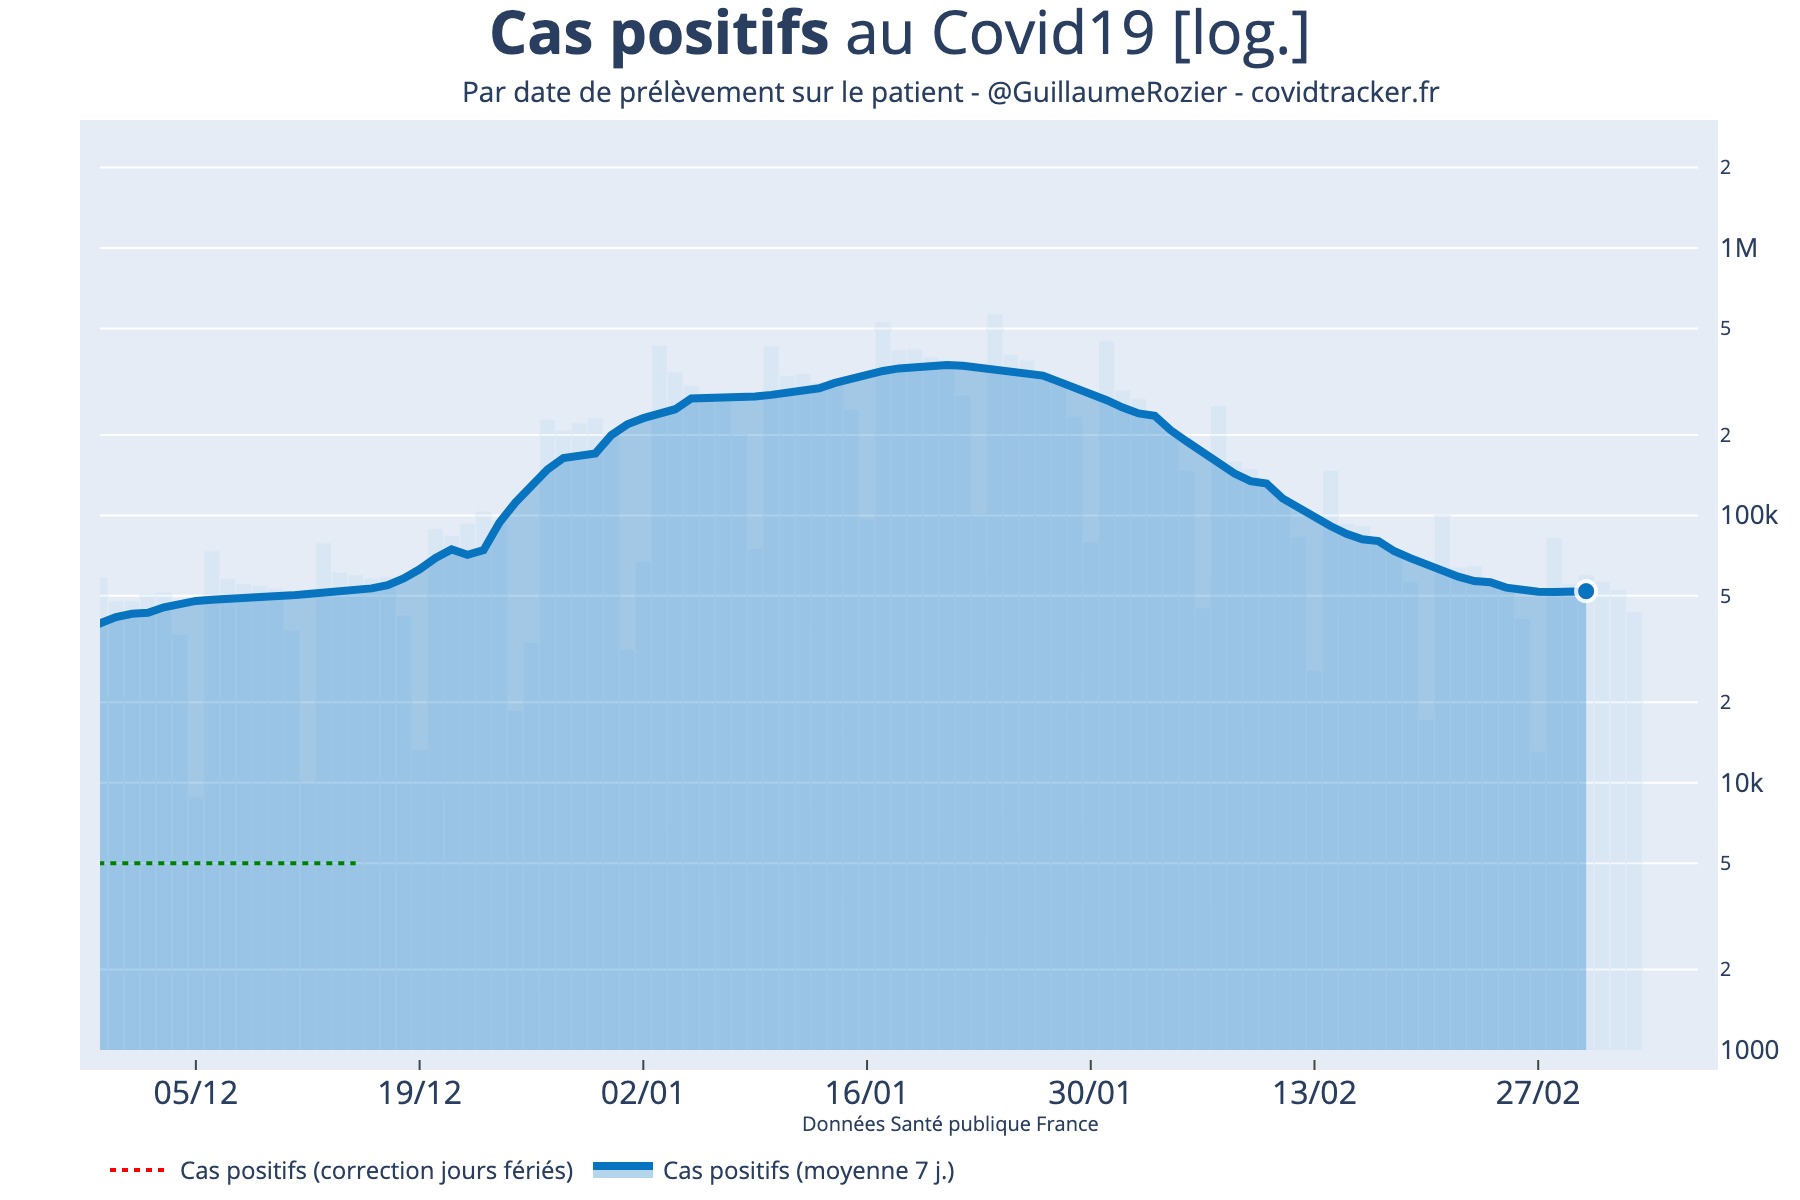 Cas positifs au Covid19 [log.]
Par date de prélèvement sur le patient - @GuillaumeRozier - covidtracker.fr
2
1M
5
2
100k
5
2
10k
5
2
1000
05/12 19/12 02/01 16/01 30/01 13/02 27/02
Données Santé publique France
Cas positifs (correction jours fériés) Cas positifs (moyenne 7 j.)